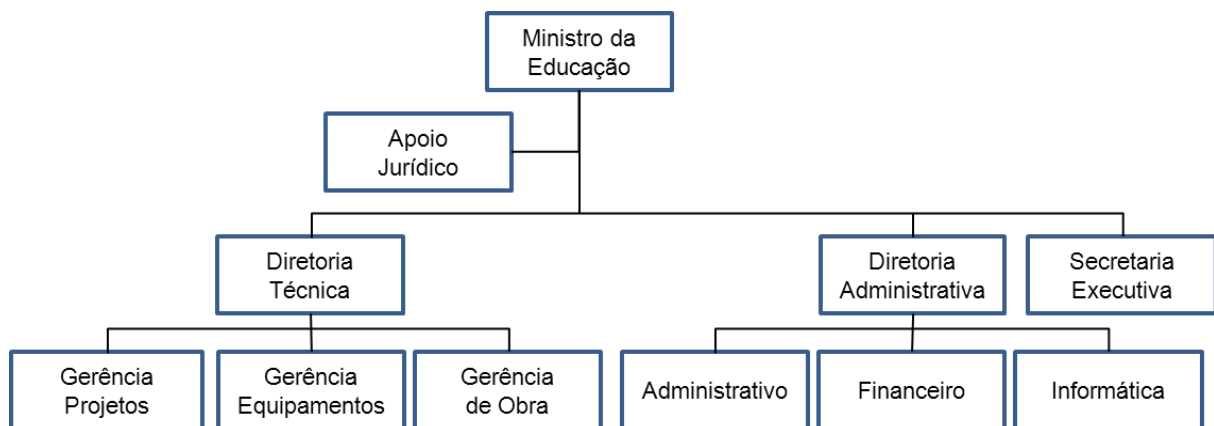 Ministro da
Educação
Apoio
Jurídico
Diretoria
Técnica
Diretoria
Administrativa
Secretaria
Executiva
Gerência
Projetos
Gerência
Equipamentos
Gerência
de Obra
Administrativo
Financeiro
Informática